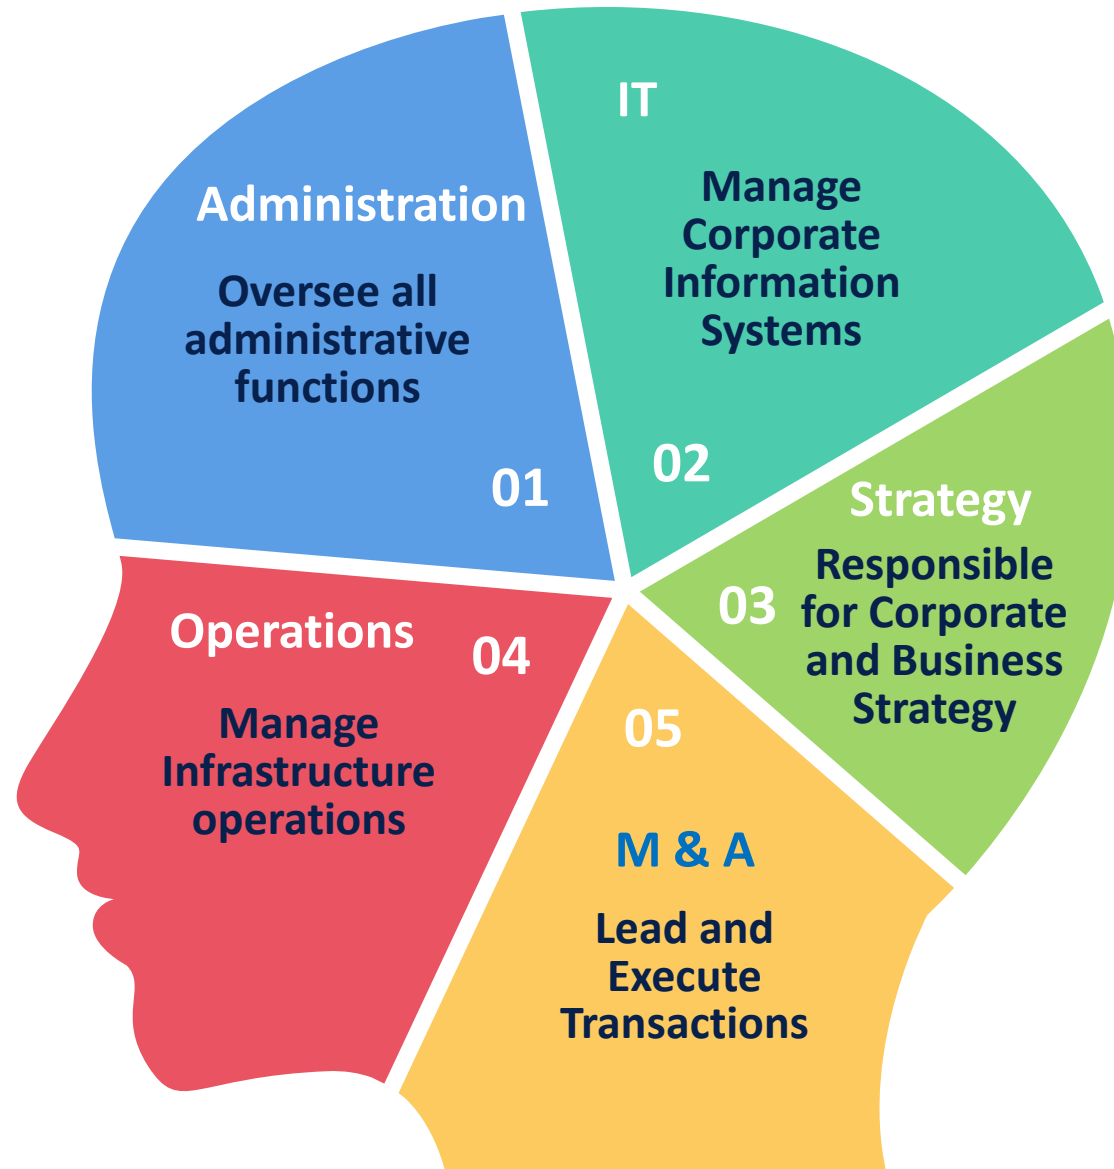 Administration
Oversee all
administrative
functions
01
IT
Manage
Corporate
Information
Systems
02
Strategy
Responsible
for Corporate
and Business
Strategy
03
Operations
04
Manage
Infrastructure
operations
05
M & A
Lead and
Execute
Transactions